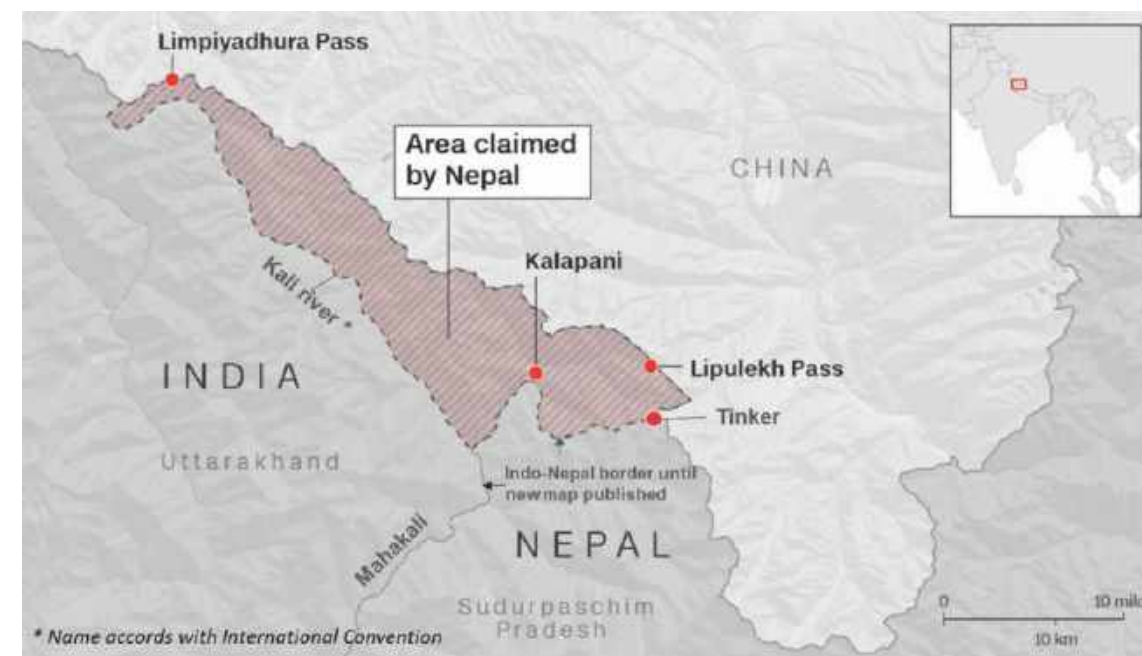 Limpiyadhura Pass
Area claimed
by Nepal
CHINA
Kalapani
Kali river *
INDIA
Lipulekh Pass
Tinker
Uttarakhand
Indo-Nepal border until
new map published
Mahakali
NEPAL
Sudurpaschim
Pradesh
0
10 mile
10 km
* Name accords with International Convention